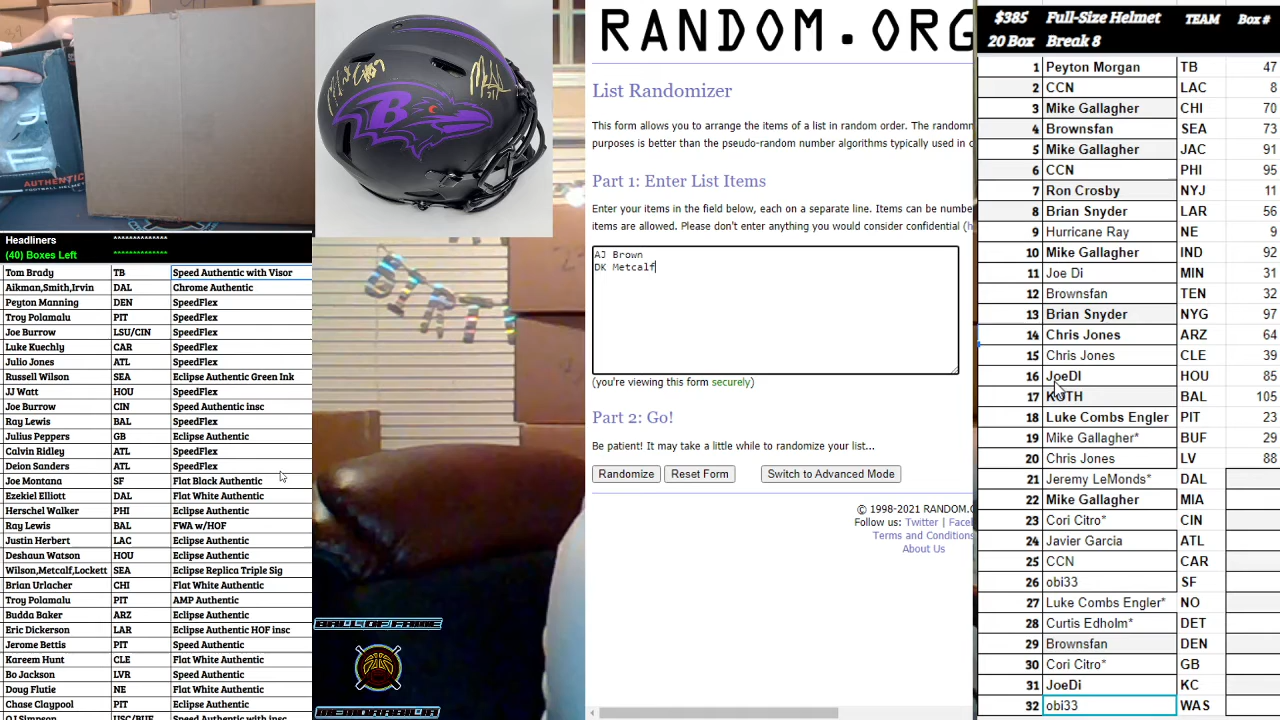 AUTHENTIC
Headliners **************
(40) Boxes Left **************
Tom Brady TB Speed Authentic with Visor
Aikman,Smith,Irvin DAL Chrome Authentic
Peyton Manning DEN SpeedFlex
Troy Polamalu PIT SpeedFlex
Joe Burrow LSU/CIN SpeedFlex
Luke Kuechly CAR SpeedFlex
Julio Jones ATL SpeedFlex
Russell Wilson SEA Eclipse Authentic Green Ink
JJ Watt HOU SpeedFlex
Joe Burrow CIN Speed Authentic insc
Ray Lewis BAL SpeedFlex
Julius Peppers GB Eclipse Authentic
Calvin Ridley ATL SpeedFlex
Deion Sanders ATL SpeedFlex
Joe Montana SF Flat Black Authentic
Ezekiel Elliott DAL Flat White Authentic
Herschel Walker PHI Eclipse Authentic
Ray Lewis BAL FWA w/HOF
Justin Herbert LAC Eclipse Authentic
Deshaun Watson HOU Eclipse Authentic
Wilson,Metcalf,Lockett SEA Eclipse Replica Triple Sig
Brian Urlacher CHI Flat White Authentic
Troy Polamalu PIT AMP Authentic
Budda Baker ARZ Eclipse Authentic
Eric Dickerson LAR Eclipse Authentic HOF insc
Jerome Bettis PIT Speed Authentic
Kareem Hunt CLE Flat White Authentic
Bo Jackson LVR Speed Authentic
Doug Flutie NE Flat White Authentic
Chase Claypool PIT Eclipse Authentic
OJ Simpson USC/BUF Speed Authentic with insc
B
BALL OF FAME
MEMORABILIA
RANDOM.ORG
List Randomizer
This form allows you to arrange the items of a list in random order. The randomn
purposes is better than the pseudo-random number algorithms typically used in c
Part 1: Enter List Items
Enter your items in the field below, each on a separate line. Items can be numbe
items are allowed. Please don't enter anything you would consider confidential (h
AJ Brown
DK Metcalf
(you're viewing this form securely)
Part 2: Go!
Be patient! It may take a little while to randomize your list...
Randomize Reset Form Switch to Advanced Mode
© 1998-2021 RANDOM.O
Follow us: Twitter | Facel
Terms and Conditions
About Us
$385 Full-Size Helmet TEAM Box #
20 Box Break 8
1 Peyton Morgan TB 47
2 CCN LAC 8
3 Mike Gallagher CHI 70
4 Brownsfan SEA 73
5 Mike Gallagher JAC 91
6 CCN PHI 95
7 Ron Crosby NYJ 11
8 Brian Snyder LAR 56
9 Hurricane Ray NE 9
10 Mike Gallagher IND 92
11 Joe Di MIN 31
12 Brownsfan TEN 32
13 Brian Snyder NYG 97
14 Chris Jones ARZ 64
15 Chris Jones CLE 39
16 JoeDI HOU 85
17 BAL 105
18 Luke Combs Engler PIT 23
19 Mike Gallagher* BUF 29
20 Chris Jones LV 88
21 Jeremy LeMonds* DAL
22 Mike Gallagher MIA
23 Cori Citro* CIN
24 Javier Garcia ATL
25 CCN CAR
26 obi33 SF
27 Luke Combs Engler* NO
28 Curtis Edholm* DET
29 Brownsfan DEN
30 Cori Citro* GB
31 JoeDi KC
32 obi33 WAS